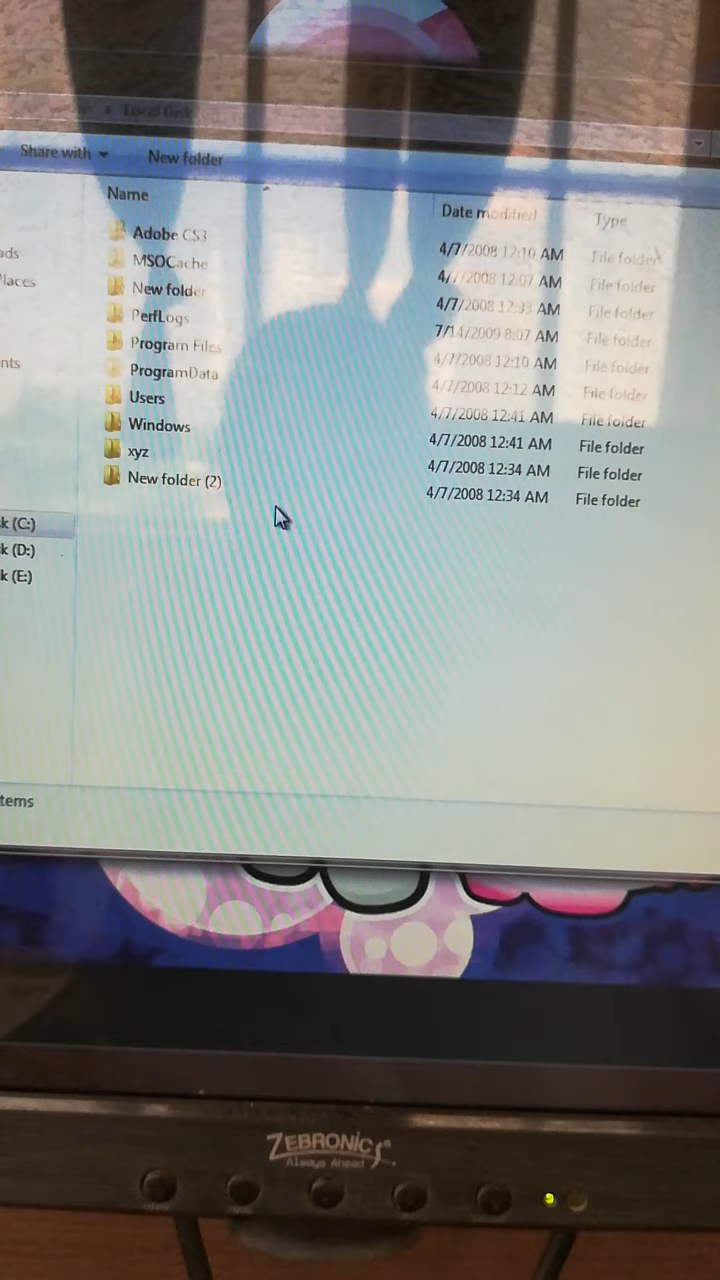 Local Disk
Share with New folder
Name Date modified Type
Adobe CS3 4/7/2008 12:10 AM File folder
MSOCache 4/7/2008 12:07 AM File folder
New folder 4/7/2008 12:33 AM File folder
PerfLogs 7/14/2009 8:07 AM File folder
Program Files 4/7/2008 12:10 AM File folder
ProgramData 4/7/2008 12:12 AM File folder
Users 4/7/2008 12:41 AM File folder
Windows 4/7/2008 12:41 AM File folder
xyz 4/7/2008 12:34 AM File folder
New folder (2) 4/7/2008 12:34 AM File folder
ads
Places
nts
k (C:)
k (D:)
k (E:)
tems
ZEBRONICS®
Always Ahead